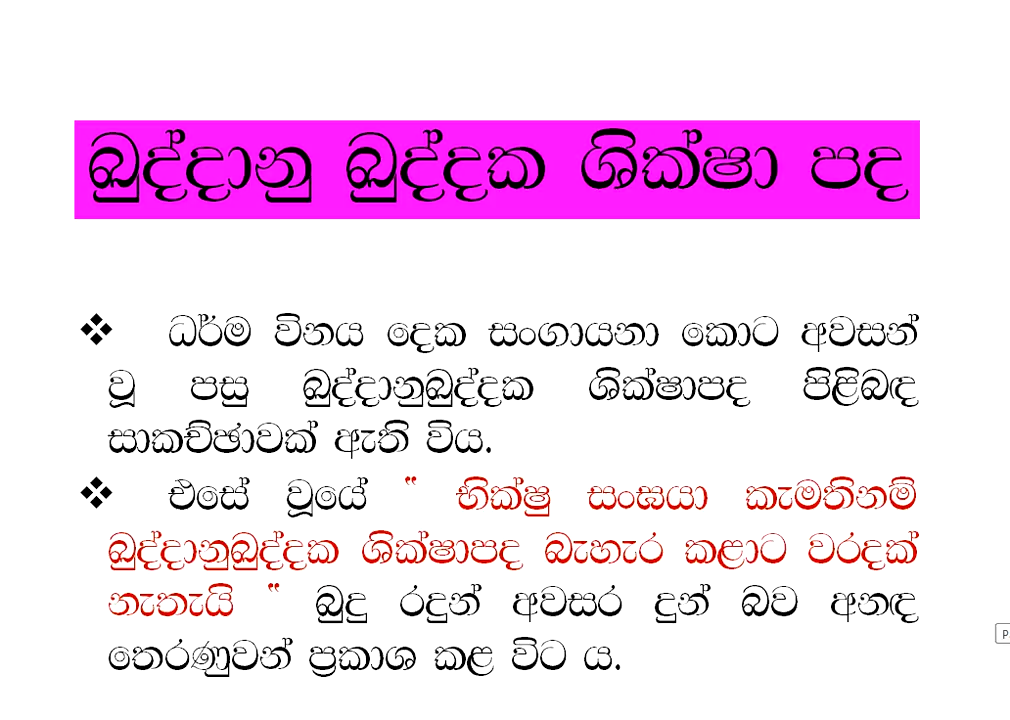 ඛුද්දානු ඛුද්දක ශික්ෂා පද
❖ ධර්ම විනය දෙක සංගායනා කොට අවසන්
වූ පසු ඛුද්දානුඛුද්දක ශික්ෂාපද පිළිබඳ
සාකච්ඡාවක් ඇති විය.
❖ එසේ වූයේ “ භික්ෂු සංඝයා කැමතිනම්
ඛුද්දානුඛුද්දක ශික්ෂාපද බැහැර කළාට වරදක්
නැතැයි “ බුදු රදුන් අවසර දුන් බව අනඳ
තෙරණුවන් ප්‍රකාශ කළ විට ය.